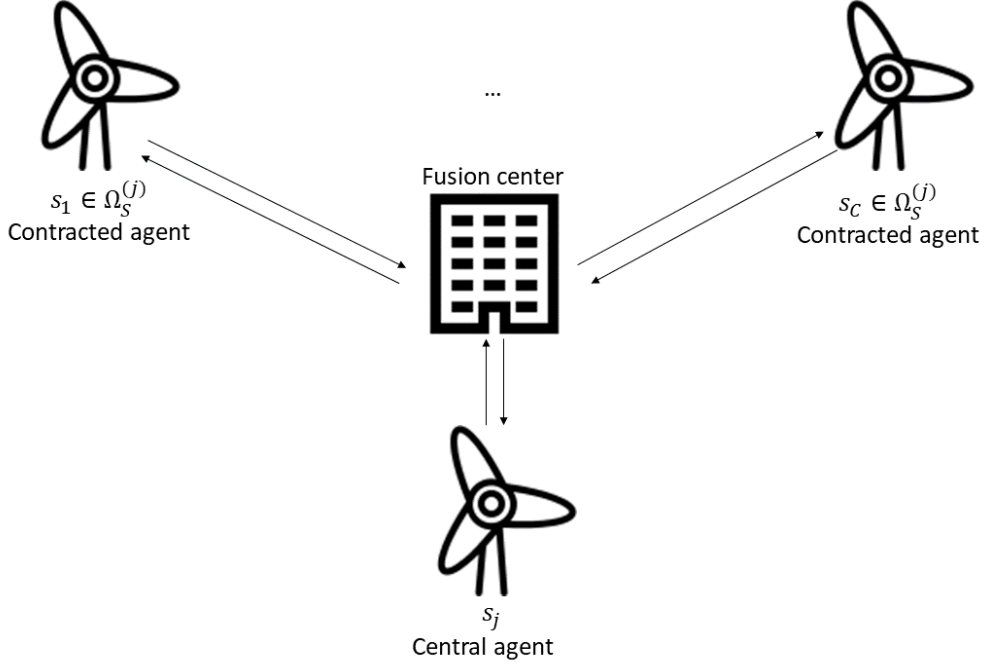 ...
Fusion center
s₁ ∈ Ω_S^(j)
Contracted agent
s_C ∈ Ω_S^(j)
Contracted agent
s_j
Central agent